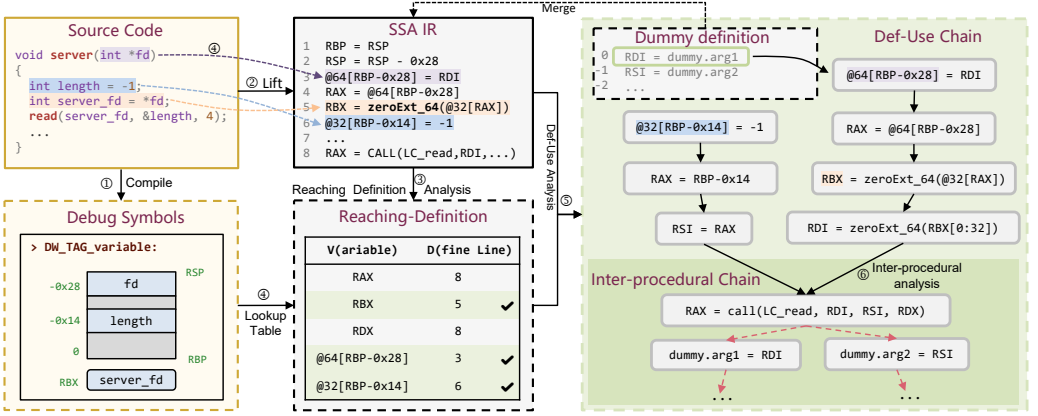 Source Code
void server(int *fd)
{
int length = -1;
int server_fd = *fd;
read(server_fd, &length, 4);
...
}
④
② Lift
① Compile
SSA IR
1 RBP = RSP
2 RSP = RSP - 0x28
3 @64[RBP-0x28] = RDI
4 RAX = @64[RBP-0x28]
5 RBX = zeroExt_64(@32[RAX])
6 @32[RBP-0x14] = -1
7 ...
8 RAX = CALL(LC_read,RDI,...)
③
Reaching Definition Analysis
Merge
Def-Use Analysis
⑤
Debug Symbols
> DW_TAG_variable:
RSP
-0x28 fd
-0x14 length
0
RBP
RBX server_fd
④
Lookup
Table
Reaching-Definition
V(ariable) D(fine Line)
RAX 8
RBX 5 ✔
RDX 8
@64[RBP-0x28] 3 ✔
@32[RBP-0x14] 6 ✔
Dummy definition
0 RDI = dummy.arg1
-1 RSI = dummy.arg2
-2 ...
Def-Use Chain
@64[RBP-0x28] = RDI
@32[RBP-0x14] = -1
RAX = @64[RBP-0x28]
RAX = RBP-0x14
RBX = zeroExt_64(@32[RAX])
RSI = RAX
RDI = zeroExt_64(RBX[0:32])
⑥ Inter-procedural
analysis
Inter-procedural Chain
RAX = call(LC_read, RDI, RSI, RDX)
dummy.arg1 = RDI
dummy.arg2 = RSI
...
...